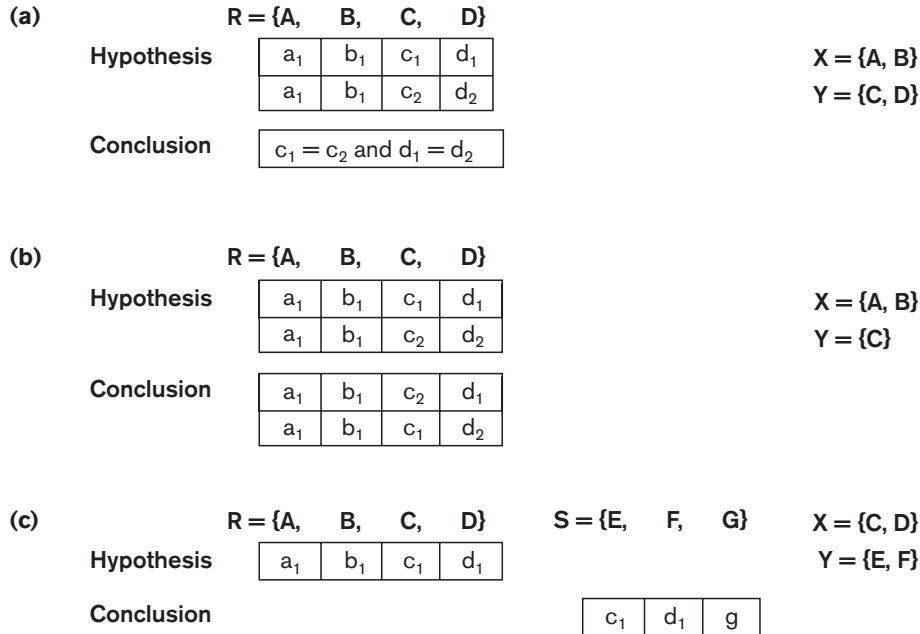 (a) R = {A, B, C, D}
Hypothesis a₁ b₁ c₁ d₁ X = {A, B}
a₁ b₁ c₂ d₂ Y = {C, D}
Conclusion c₁ = c₂ and d₁ = d₂
(b) R = {A, B, C, D}
Hypothesis a₁ b₁ c₁ d₁ X = {A, B}
a₁ b₁ c₂ d₂ Y = {C}
Conclusion a₁ b₁ c₂ d₁
a₁ b₁ c₁ d₂
(c) R = {A, B, C, D} S = {E, F, G} X = {C, D}
Hypothesis a₁ b₁ c₁ d₁ Y = {E, F}
Conclusion c₁ d₁ g